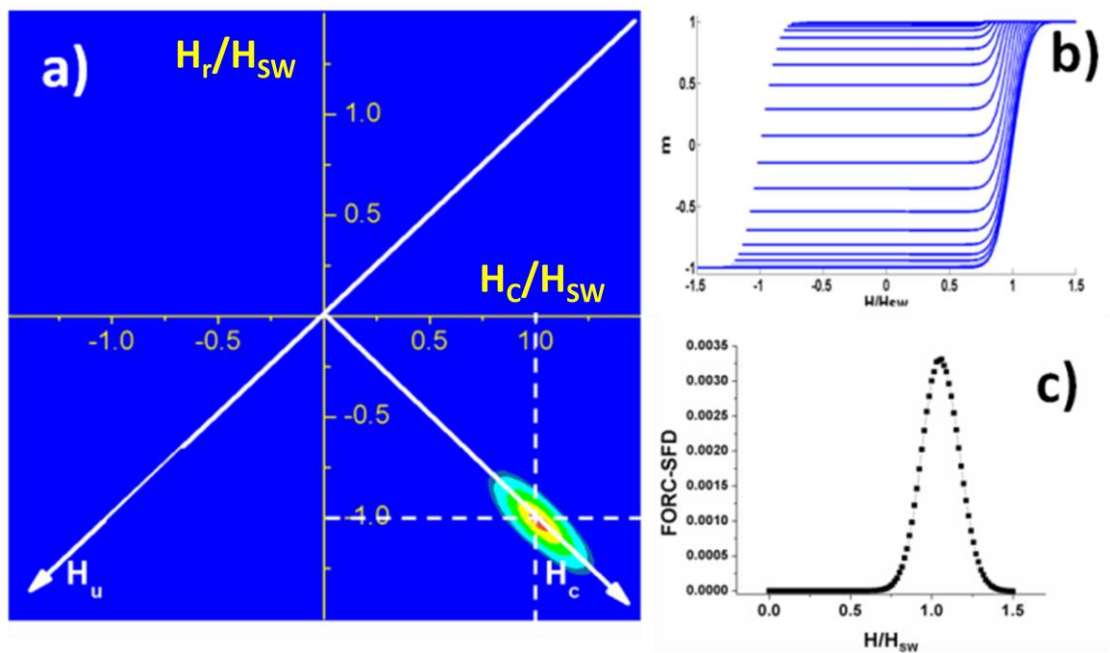 a)
Hr/HSW
1.0
0.5
HC/HSW
-1.0 -0.5 0.5 1.0
-0.5
-1.0
Hu
Hc
b)
1
0.5
0
-0.5
-1
m
-1.5 -1 -0.5 0 0.5 1 1.5
H/HSW
c)
0.0035
0.0030
0.0025
0.0020
0.0015
0.0010
0.0005
0.0000
FORC-SFD
0.0 0.5 1.0 1.5
H/HSW